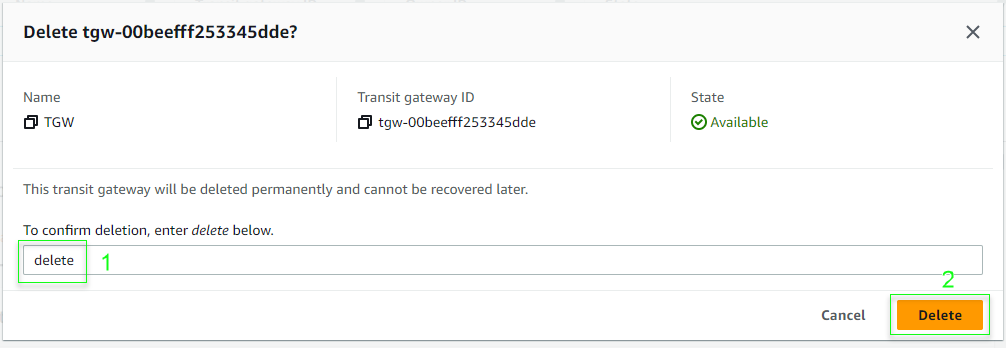 Delete tgw-00beefff253345dde?
Name
Transit gateway ID
State
TGW
tgw-00beefff253345dde
Available
This transit gateway will be deleted permanently and cannot be recovered later.
To confirm deletion, enter delete below.
delete 1
2
Cancel Delete